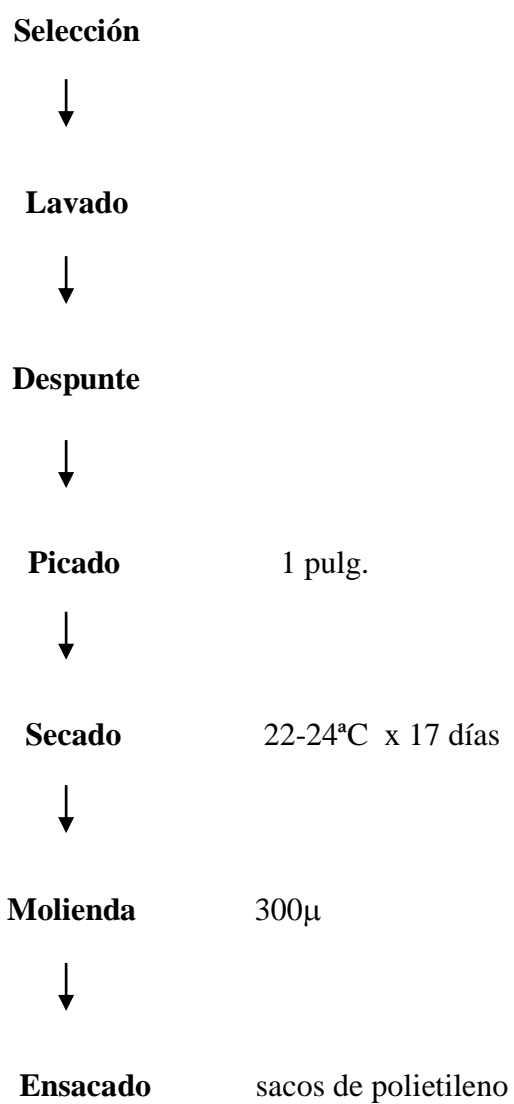 Selección
Lavado
Despunte
Picado 1 pulg.
Secado 22-24ªC x 17 días
Molienda 300µ
Ensacado sacos de polietileno